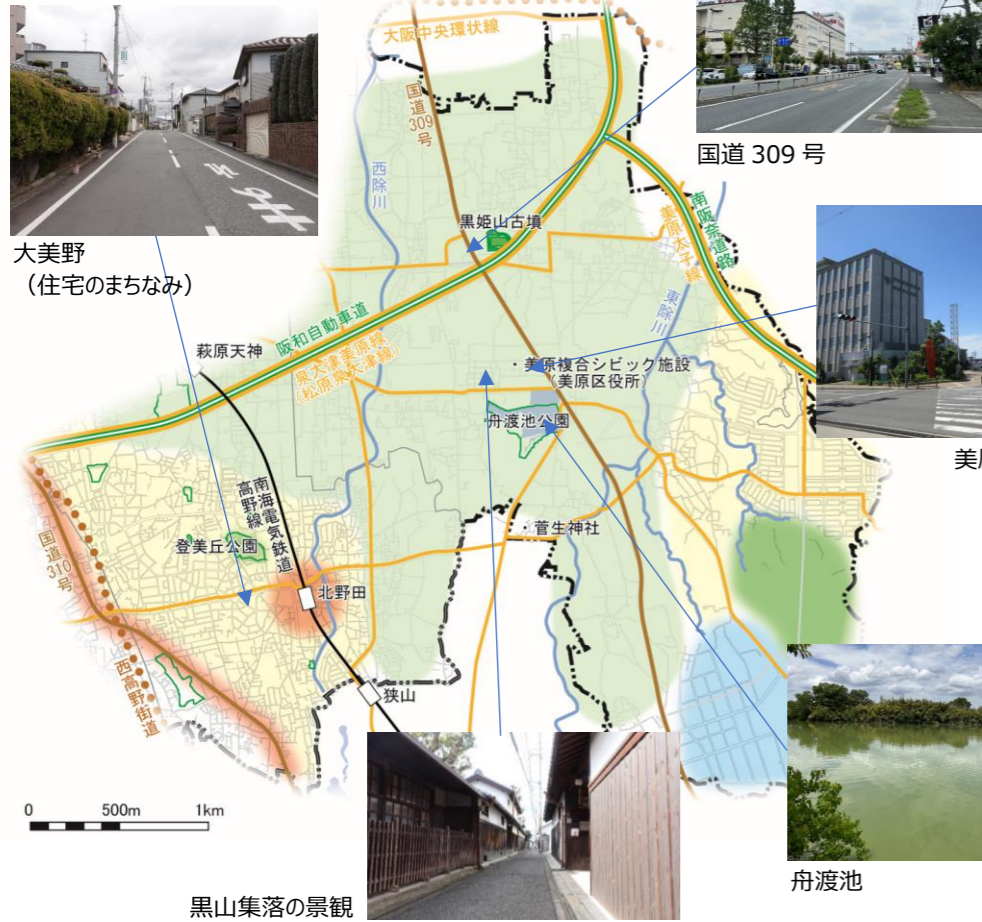 大阪中央環状線
国道309号
西除川
国道 309 号
大美野
（住宅のまちなみ）
黒姫山古墳
南阪奈道路
美原太子線
東除川
阪和自動車道
泉大津美原線
（松原泉大津線）
萩原天神
・美原複合シビック施設
（美原区役所）
舟渡池公園
美原
南海電気鉄道
高野線
登美丘公園
・菅生神社
国道310号
北野田
西高野街道
狭山
0 500m 1km
黒山集落の景観
舟渡池